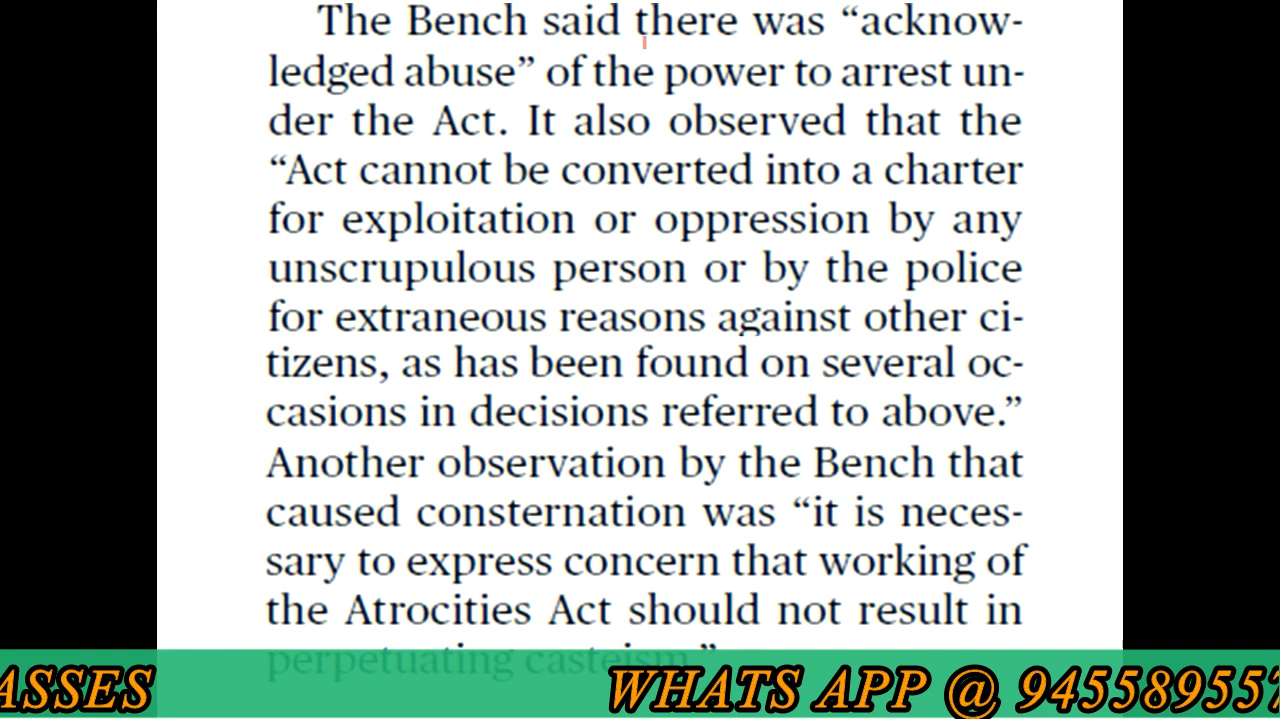 The Bench said there was “acknow-
ledged abuse” of the power to arrest un-
der the Act. It also observed that the
“Act cannot be converted into a charter
for exploitation or oppression by any
unscrupulous person or by the police
for extraneous reasons against other ci-
tizens, as has been found on several oc-
casions in decisions referred to above.”
Another observation by the Bench that
caused consternation was “it is neces-
sary to express concern that working of
the Atrocities Act should not result in
perpetuating casteism.”
ASSES WHATS APP @ 945589557